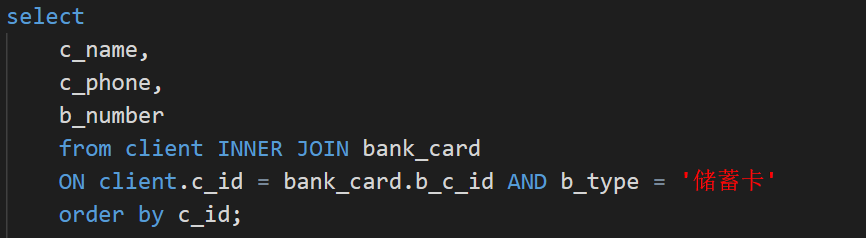 select
c_name,
c_phone,
b_number
from client INNER JOIN bank_card
ON client.c_id = bank_card.b_c_id AND b_type = '储蓄卡'
order by c_id;